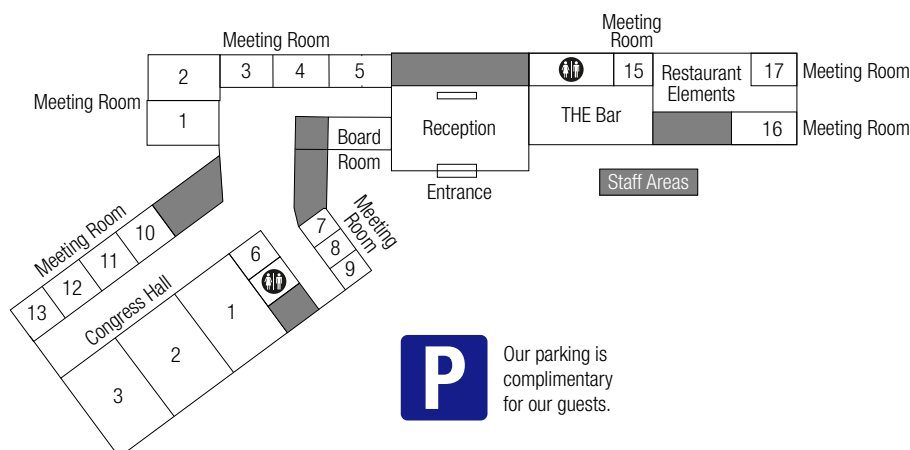 Meeting
Room
Meeting Room
2
3
4
5
15
Restaurant
Elements
17
Meeting Room
Meeting Room
1
Board
Room
Reception
THE Bar
16
Meeting Room
Entrance
Staff Areas
Meeting Room
10
11
12
13
Meeting
Room
7
8
9
6
Congress Hall
1
2
3
P
Our parking is
complimentary
for our guests.